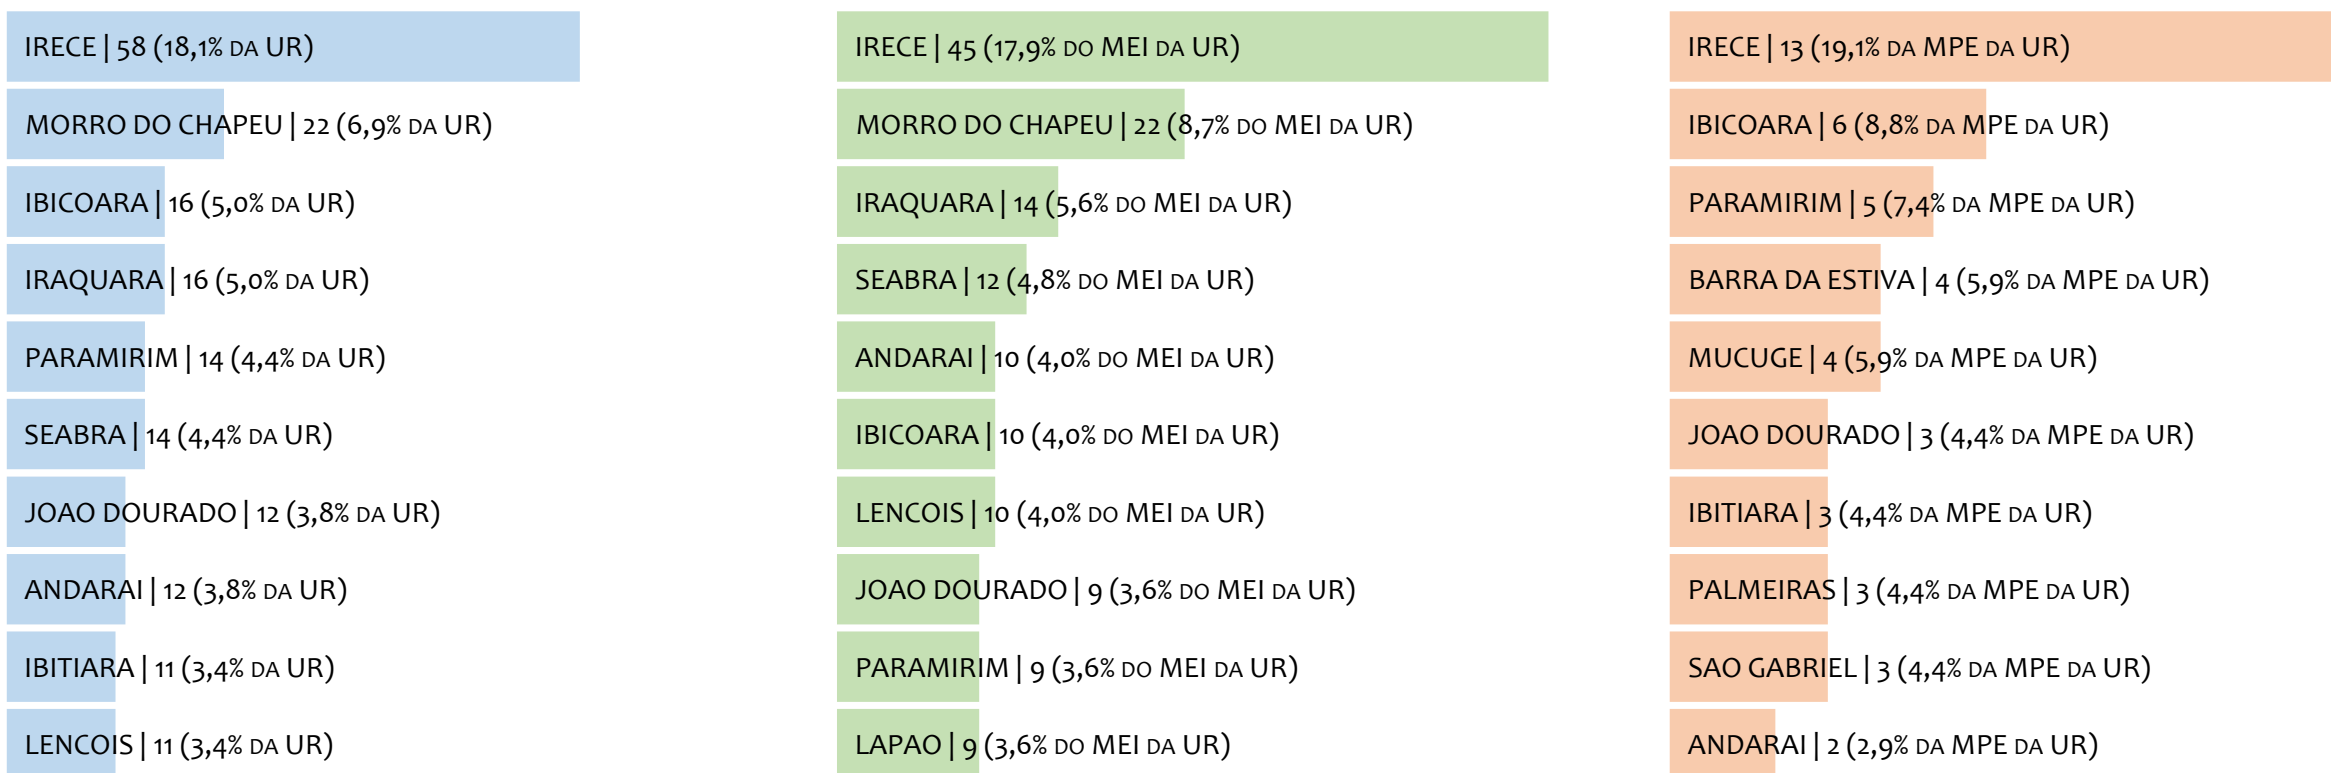 IRECE | 58 (18,1% DA UR)
MORRO DO CHAPEU | 22 (6,9% DA UR)
IBICOARA | 16 (5,0% DA UR)
IRAQUARA | 16 (5,0% DA UR)
PARAMIRIM | 14 (4,4% DA UR)
SEABRA | 14 (4,4% DA UR)
JOAO DOURADO | 12 (3,8% DA UR)
ANDARAI | 12 (3,8% DA UR)
IBITIARA | 11 (3,4% DA UR)
LENCOIS | 11 (3,4% DA UR)
IRECE | 45 (17,9% DO MEI DA UR)
MORRO DO CHAPEU | 22 (8,7% DO MEI DA UR)
IRAQUARA | 14 (5,6% DO MEI DA UR)
SEABRA | 12 (4,8% DO MEI DA UR)
ANDARAI | 10 (4,0% DO MEI DA UR)
IBICOARA | 10 (4,0% DO MEI DA UR)
LENCOIS | 10 (4,0% DO MEI DA UR)
JOAO DOURADO | 9 (3,6% DO MEI DA UR)
PARAMIRIM | 9 (3,6% DO MEI DA UR)
LAPAO | 9 (3,6% DO MEI DA UR)
IRECE | 13 (19,1% DA MPE DA UR)
IBICOARA | 6 (8,8% DA MPE DA UR)
PARAMIRIM | 5 (7,4% DA MPE DA UR)
BARRA DA ESTIVA | 4 (5,9% DA MPE DA UR)
MUCUGE | 4 (5,9% DA MPE DA UR)
JOAO DOURADO | 3 (4,4% DA MPE DA UR)
IBITIARA | 3 (4,4% DA MPE DA UR)
PALMEIRAS | 3 (4,4% DA MPE DA UR)
SAO GABRIEL | 3 (4,4% DA MPE DA UR)
ANDARAI | 2 (2,9% DA MPE DA UR)